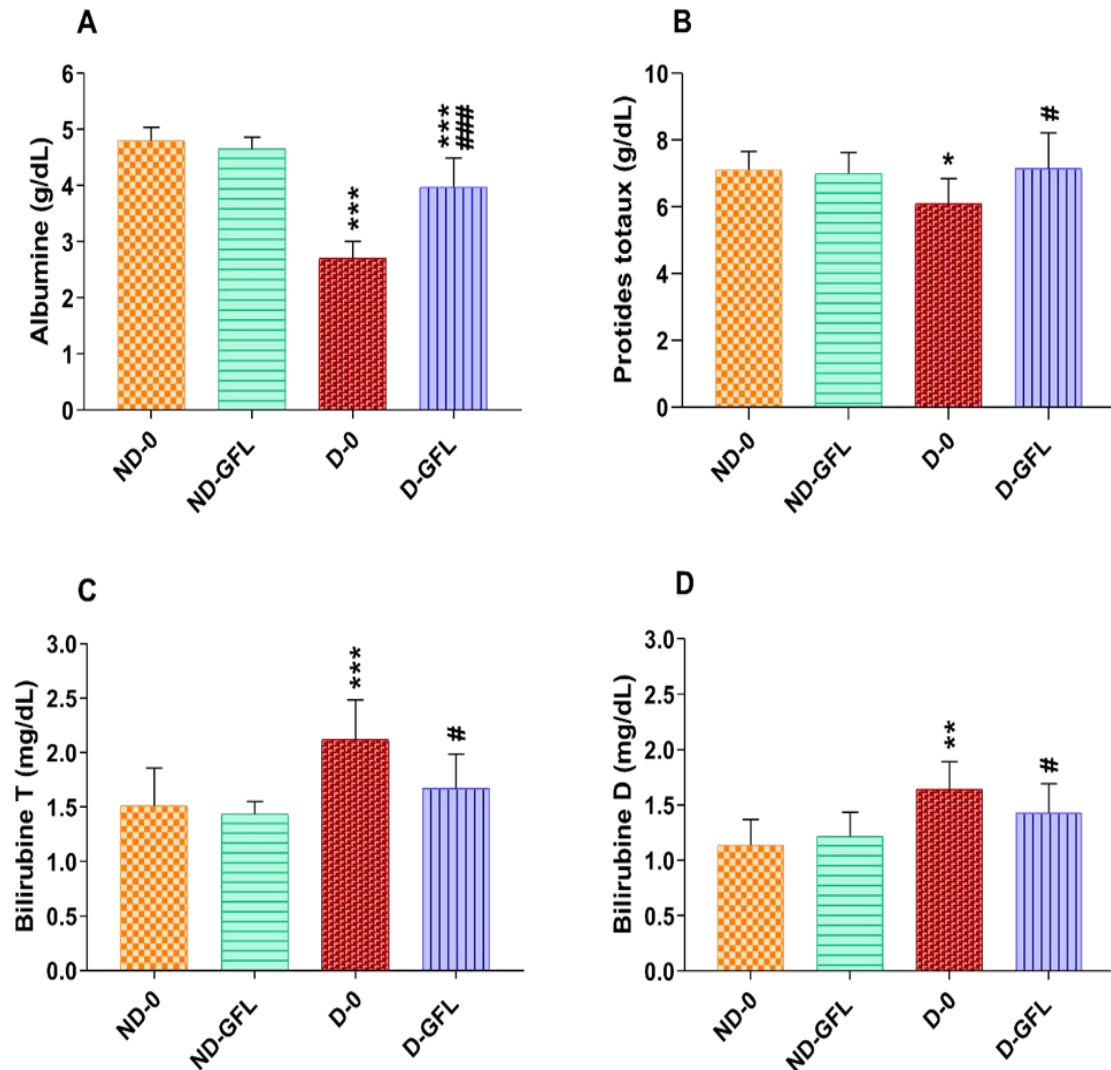 A
Albumine (g/dL)
6
5
4
3
2
1
0
***
***
###
ND-0
ND-GFL
D-0
D-GFL
B
Protides totaux (g/dL)
10
8
6
4
2
0
*
#
ND-0
ND-GFL
D-0
D-GFL
C
Bilirubine T (mg/dL)
3.0
2.5
2.0
1.5
1.0
0.5
0.0
***
#
ND-0
ND-GFL
D-0
D-GFL
D
Bilirubine D (mg/dL)
3.0
2.5
2.0
1.5
1.0
0.5
0.0
**
#
ND-0
ND-GFL
D-0
D-GFL